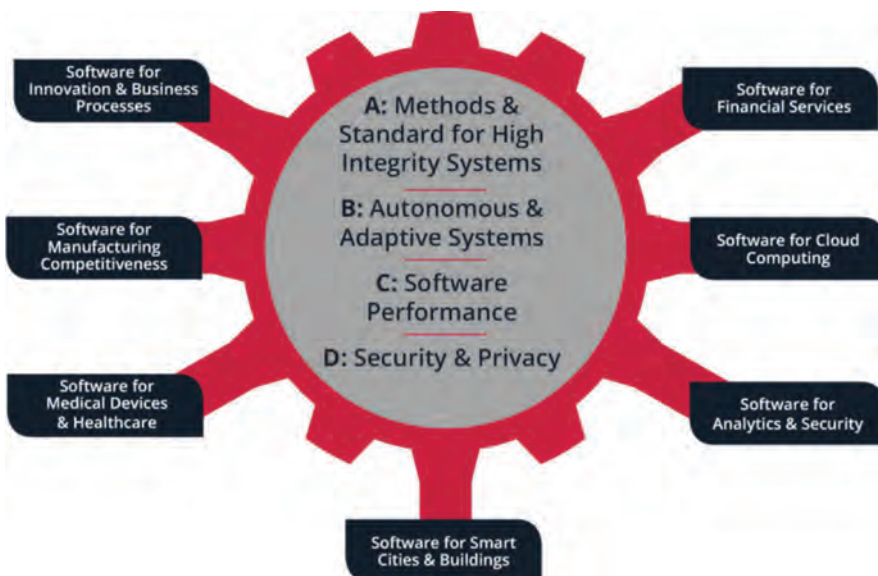 Software for
Innovation & Business
Processes
Software for
Manufacturing
Competitiveness
Software for
Medical Devices
& Healthcare
A: Methods &
Standard for High
Integrity Systems
B: Autonomous &
Adaptive Systems
C: Software
Performance
D: Security & Privacy
Software for
Financial Services
Software for Cloud
Computing
Software for
Analytics & Security
Software for Smart
Cities & Buildings